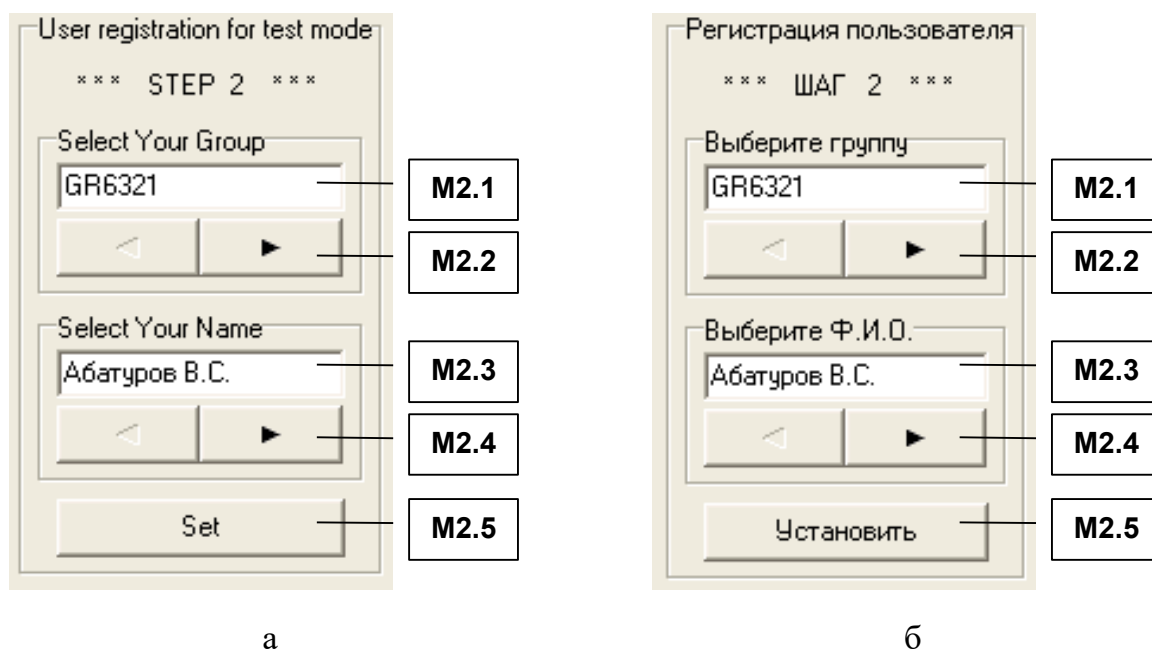 User registration for test mode
*** STEP 2 ***
Select Your Group
GR6321
M2.1
M2.2
Select Your Name
Абатуров В.С.
M2.3
M2.4
Set
M2.5
а
Регистрация пользователя
*** ШАГ 2 ***
Выберите группу
GR6321
M2.1
M2.2
Выберите Ф.И.О.
Абатуров В.С.
M2.3
M2.4
Установить
M2.5
б